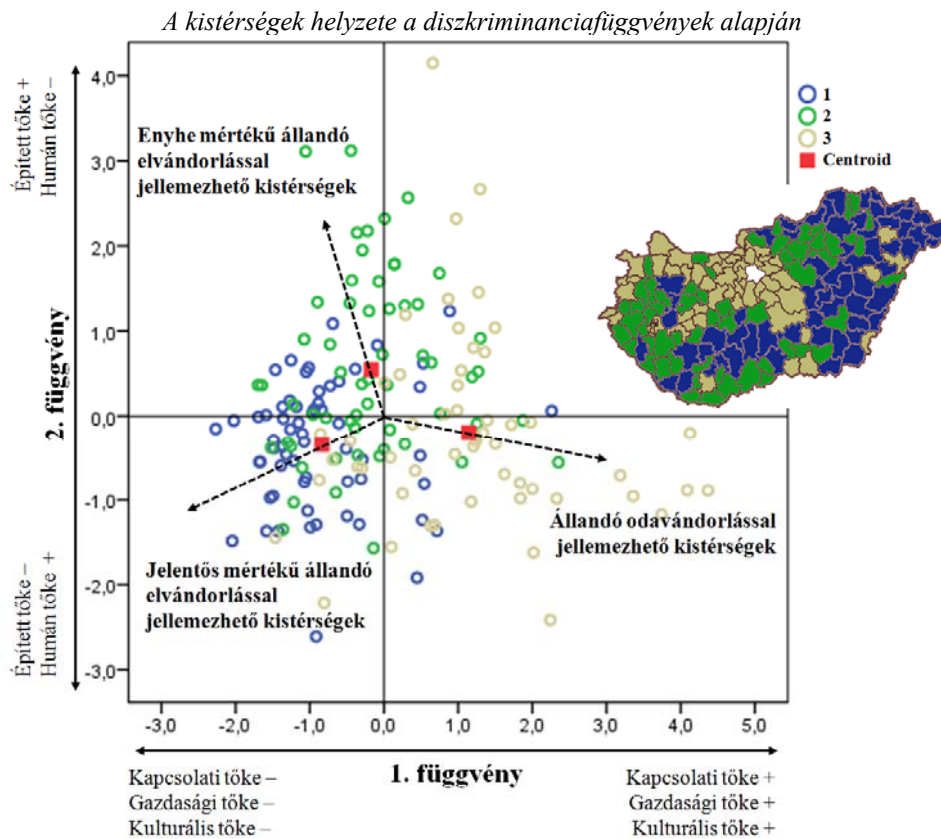 A kistérségek helyzete a diszkriminanciafüggvények alapján
Épített tőke +
Humán tőke –
4,0
3,0
2,0
1,0
0,0
-1,0
-2,0
-3,0
2. függvény
Épített tőke –
Humán tőke +
Enyhe mértékű állandó
elvándorlással
jellemezhető kistérségek
1
2
3
Centroid
Állandó odavándorlással
jellemezhető kistérségek
Jelentős mértékű állandó
elvándorlással
jellemezhető kistérségek
-3,0 -2,0 -1,0 0,0 1,0 2,0 3,0 4,0 5,0
1. függvény
Kapcsolati tőke –
Gazdasági tőke –
Kulturális tőke –
Kapcsolati tőke +
Gazdasági tőke +
Kulturális tőke +